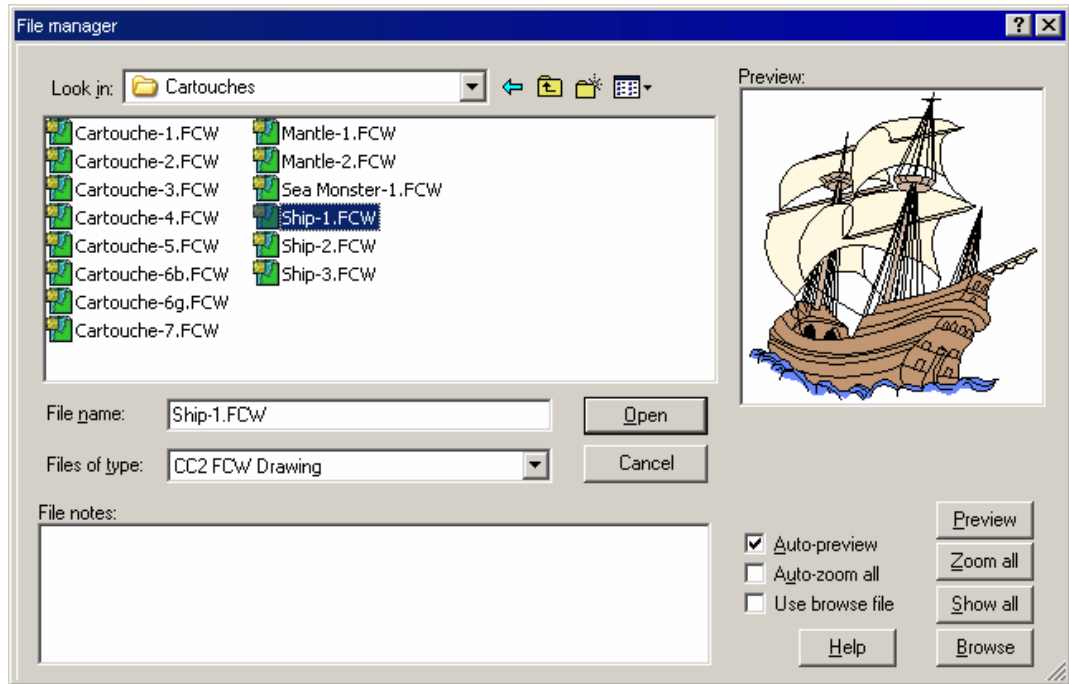 File manager
Look in: Cartouches
Preview:
Cartouche-1.FCW
Cartouche-2.FCW
Cartouche-3.FCW
Cartouche-4.FCW
Cartouche-5.FCW
Cartouche-6b.FCW
Cartouche-6g.FCW
Cartouche-7.FCW
Mantle-1.FCW
Mantle-2.FCW
Sea Monster-1.FCW
Ship-1.FCW
Ship-2.FCW
Ship-3.FCW
File name: Ship-1.FCW Open
Files of type: CC2 FCW Drawing Cancel
File notes:
Auto-preview
Auto-zoom all
Use browse file
Preview
Zoom all
Show all
Help Browse